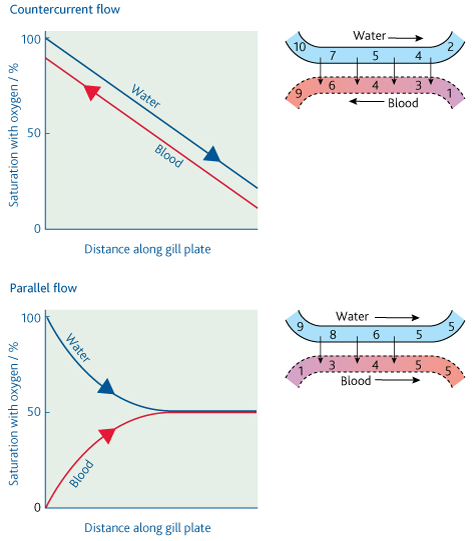 Countercurrent flow
Saturation with oxygen / %
100
50
0
Water
Blood
Distance along gill plate
Water
10 7 5 4 2
9 6 4 3 1
Blood
Parallel flow
Saturation with oxygen / %
100
50
0
Water
Blood
Distance along gill plate
Water
9 8 6 5 5
1 3 4 5 5
Blood